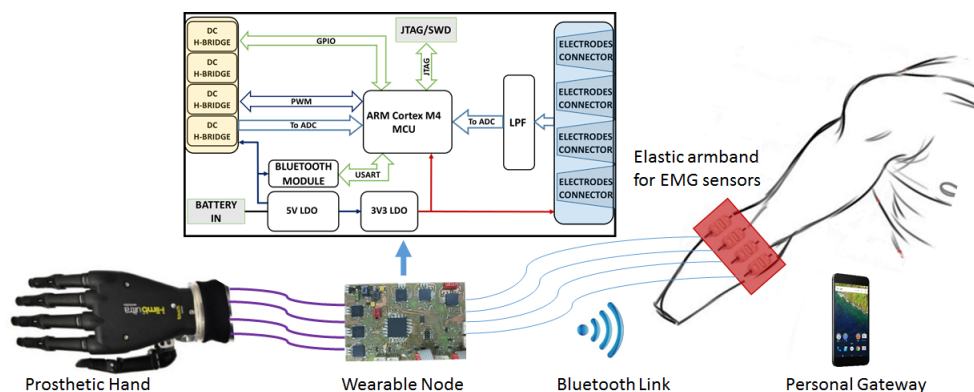 DC
H-BRIDGE
DC
H-BRIDGE
DC
H-BRIDGE
DC
H-BRIDGE
GPIO
JTAG/SWD
JTAG
PWM
To ADC
ARM Cortex M4
MCU
To ADC
LPF
ELECTRODES
CONNECTOR
ELECTRODES
CONNECTOR
ELECTRODES
CONNECTOR
ELECTRODES
CONNECTOR
BLUETOOTH
MODULE
USART
BATTERY
IN
5V LDO
3V3 LDO
Elastic armband
for EMG sensors
i-limb ultra
Prosthetic Hand
Wearable Node
Bluetooth Link
Personal Gateway